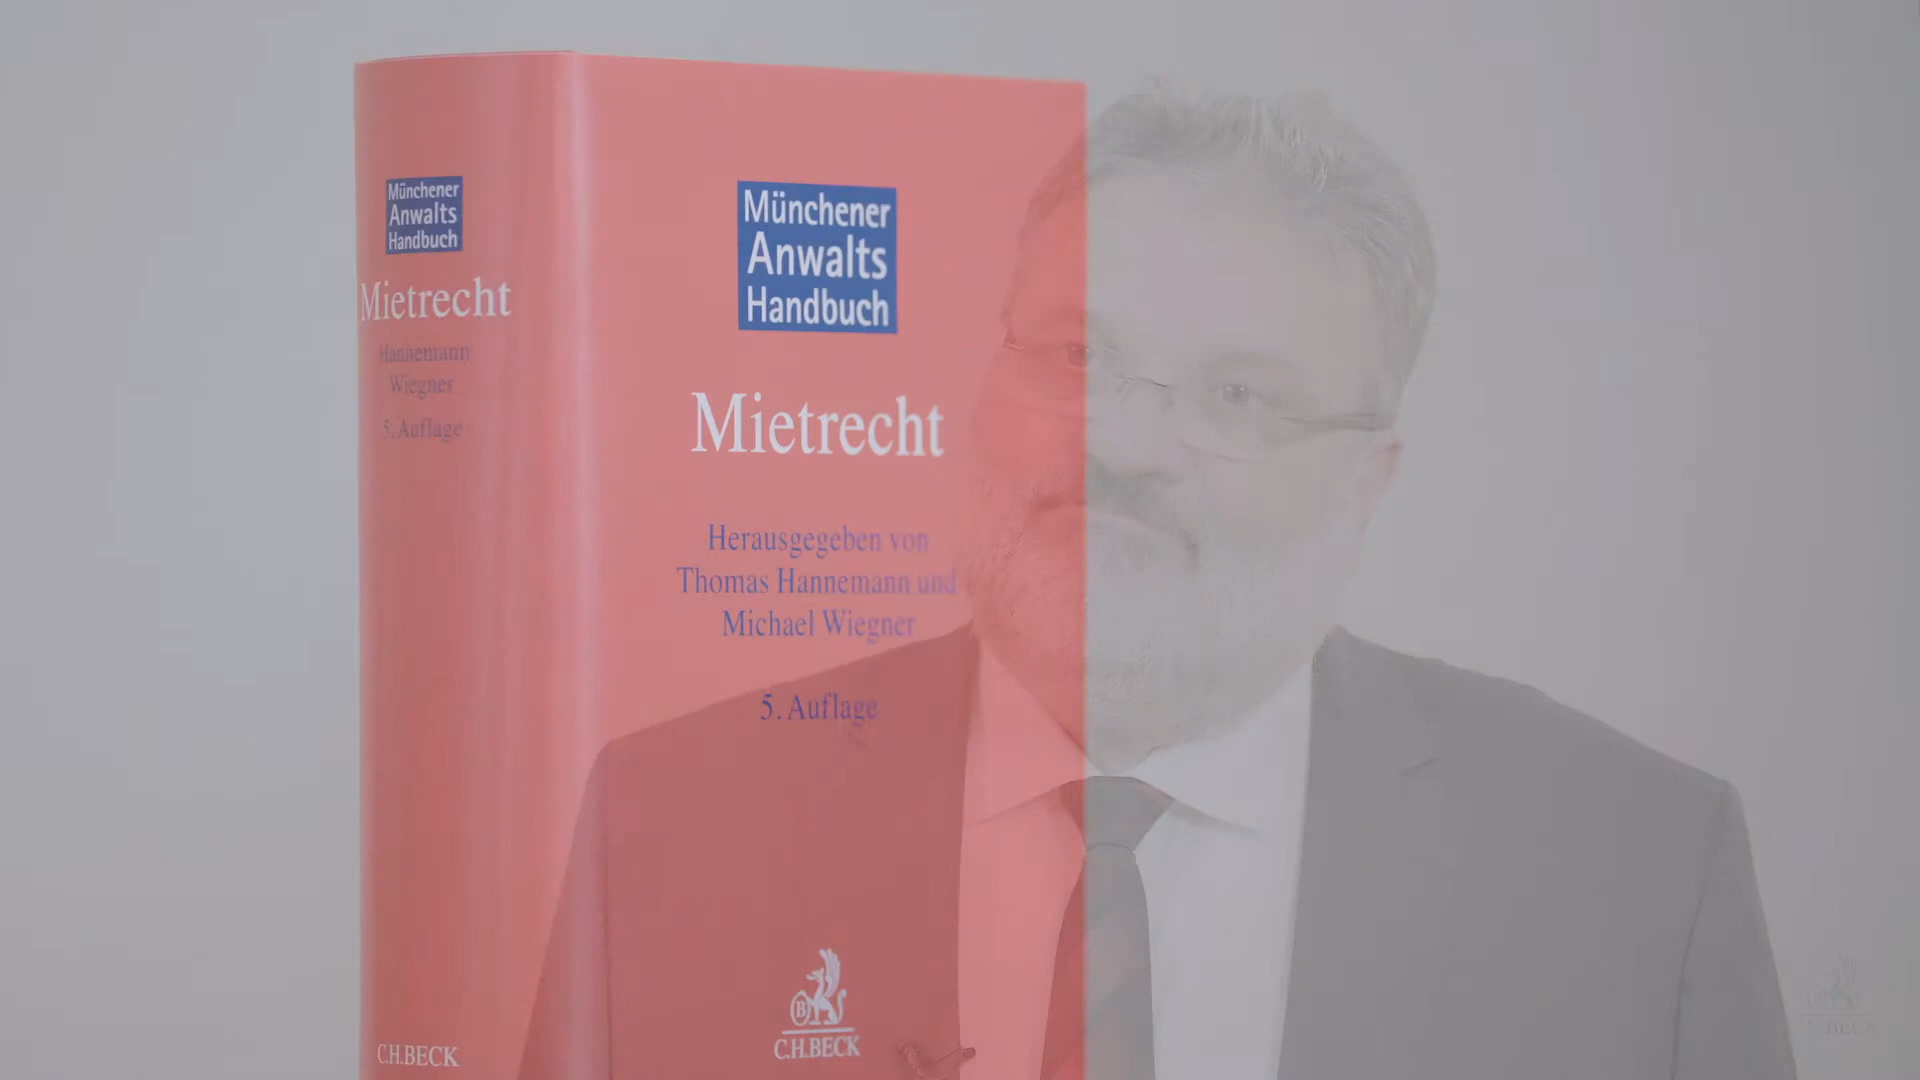 Münchener
Anwalts
Handbuch
Mietrecht
Hannemann
Wiegner
5. Auflage
C.H.BECK
Münchener
Anwalts
Handbuch
Mietrecht
Herausgegeben von
Thomas Hannemann und
Michael Wiegner
5. Auflage
B
C.H.BECK
C.H.BECK